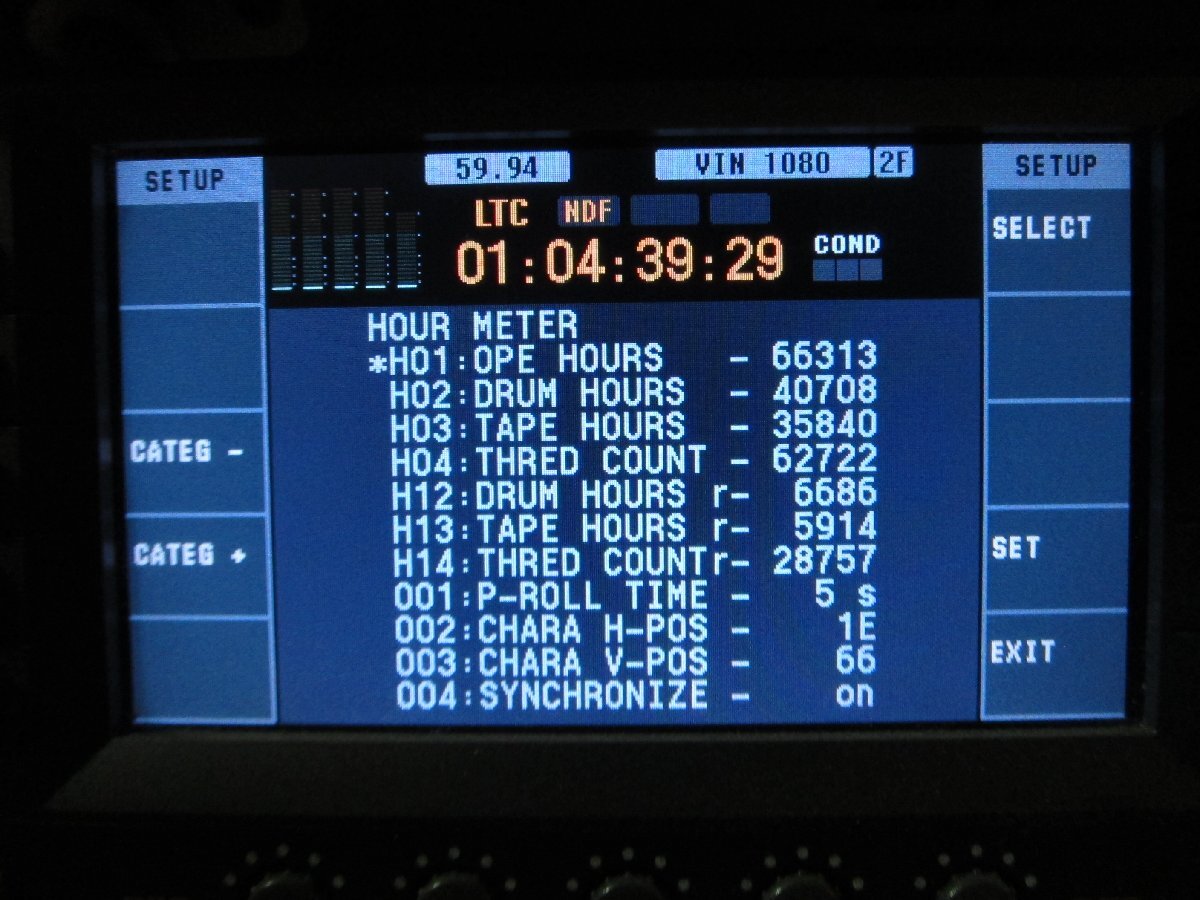 SETUP
59.94
VIN 1080
2F
SETUP
LTC
NDF
01:04:39:29
COND
SELECT
HOUR METER
*H01:OPE HOURS - 66313
H02:DRUM HOURS - 40708
H03:TAPE HOURS - 35840
CATEG -
H04:THRED COUNT - 62722
H12:DRUM HOURS r- 6686
H13:TAPE HOURS r- 5914
SET
CATEG +
H14:THRED COUNTr- 28757
001:P-ROLL TIME - 5 s
002:CHARA H-POS - 1E
003:CHARA V-POS - 66
EXIT
004:SYNCHRONIZE - on